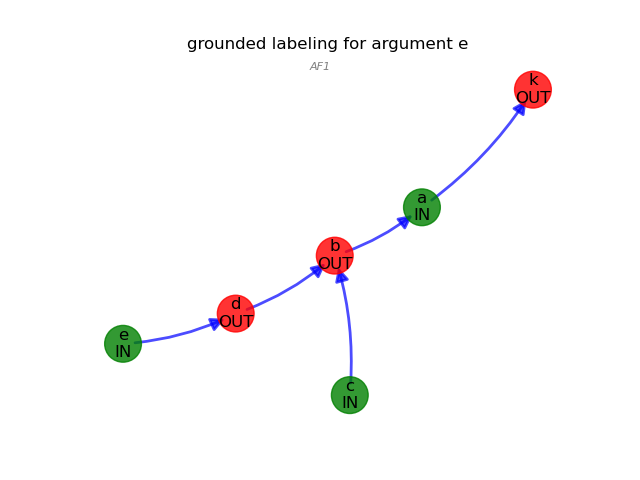 grounded labeling for argument e
AF1
k
OUT
a
IN
b
OUT
d
OUT
e
IN
c
IN